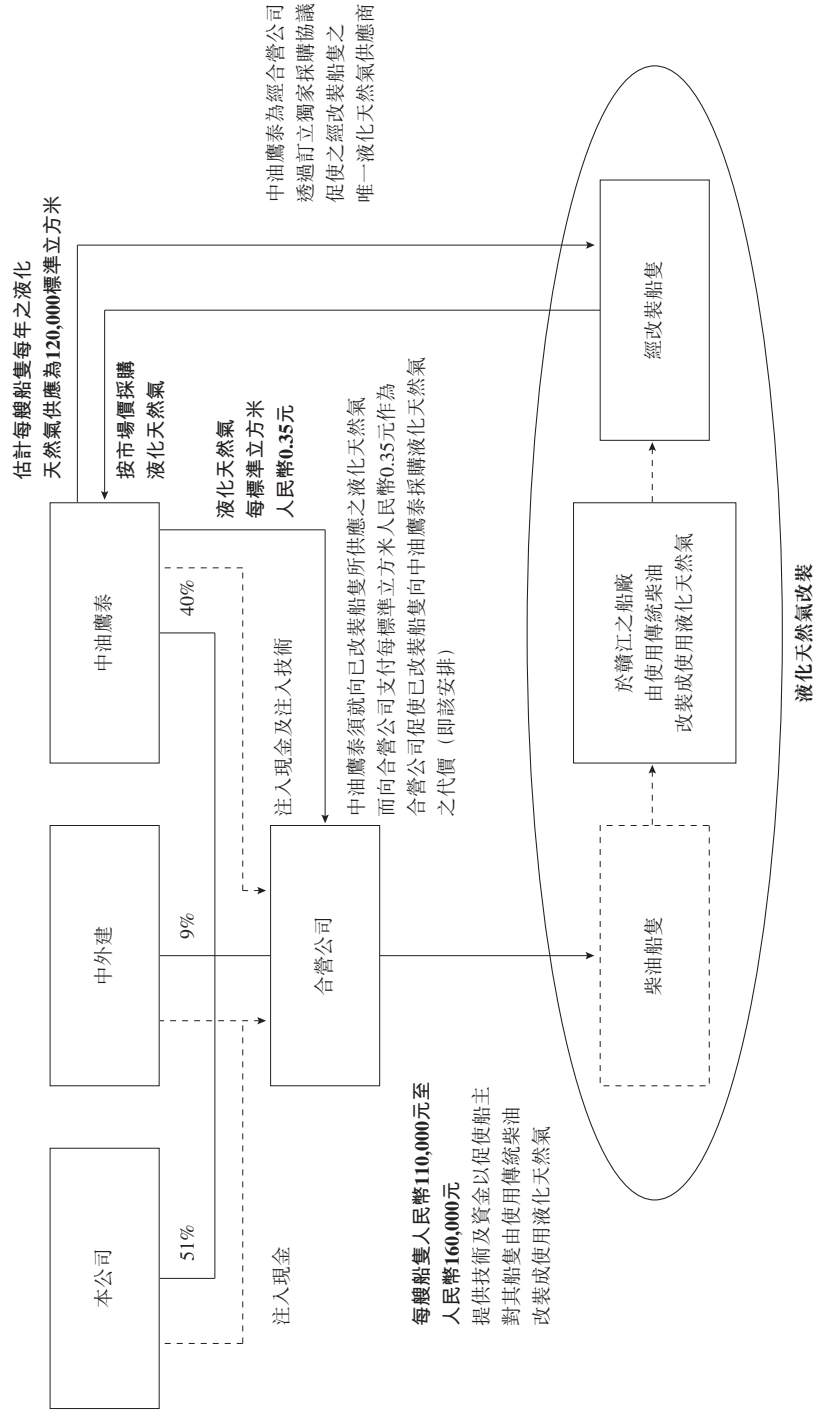 本公司
中外建
中油鷹泰
51%
9%
40%
估計每艘船隻每年之液化
天然氣供應為120,000標準立方米
按市場價採購
液化天然氣
液化天然氣
每標準立方米
人民幣0.35元
中油鷹泰為經合營公司
透過訂立獨家採購協議
促使之經改裝船隻之
唯一液化天然氣供應商
注入現金
注入現金及注入技術
合營公司
中油鷹泰須就向已改裝船隻所供應之液化天然氣
而向合營公司支付每標準立方米人民幣0.35元作為
合營公司促使已改裝船隻向中油鷹泰採購液化天然氣
之代價（即該安排）
每艘船隻人民幣110,000元至
人民幣160,000元
提供技術及資金以促使船主
對其船隻由使用傳統柴油
改裝成使用液化天然氣
柴油船隻
於贛江之船廠
由使用傳統柴油
改裝成使用液化天然氣
經改裝船隻
液化天然氣改裝